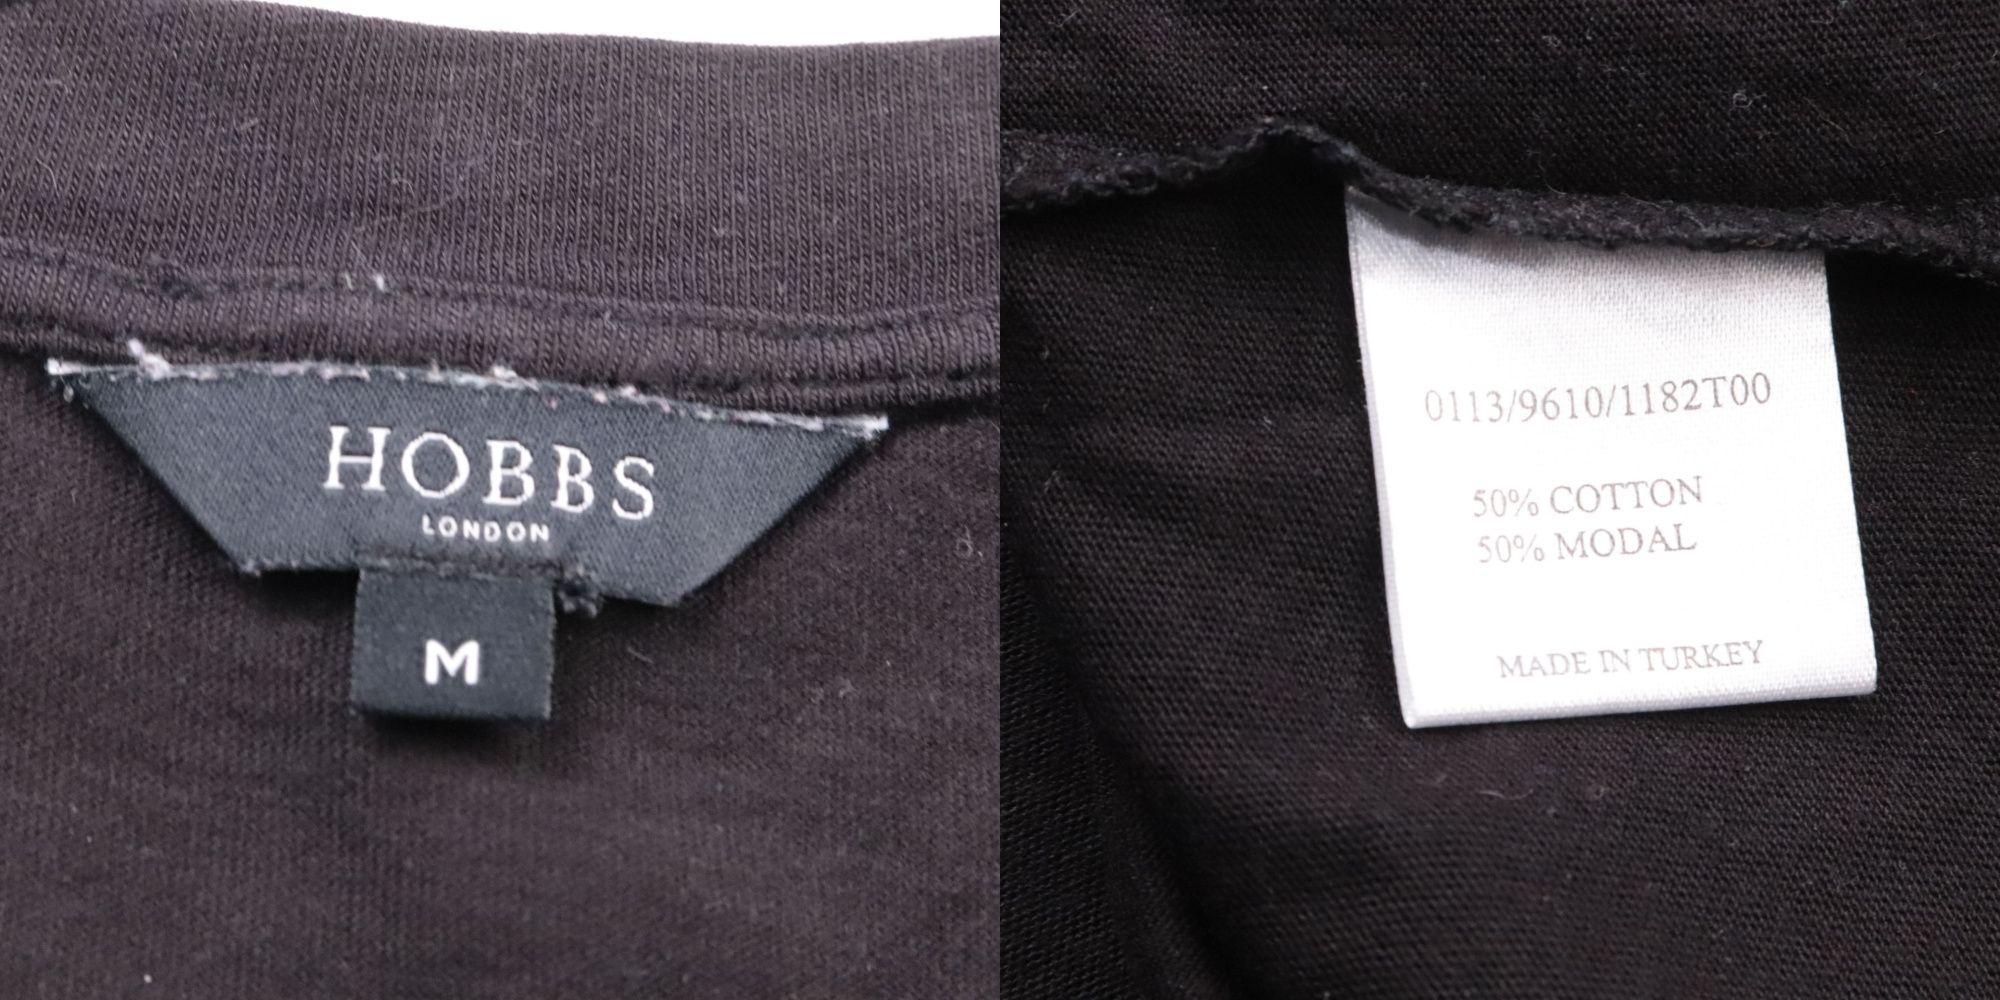 HOBBS
LONDON
M
0113/9610/1182T00
50% COTTON
50% MODAL
MADE IN TURKEY